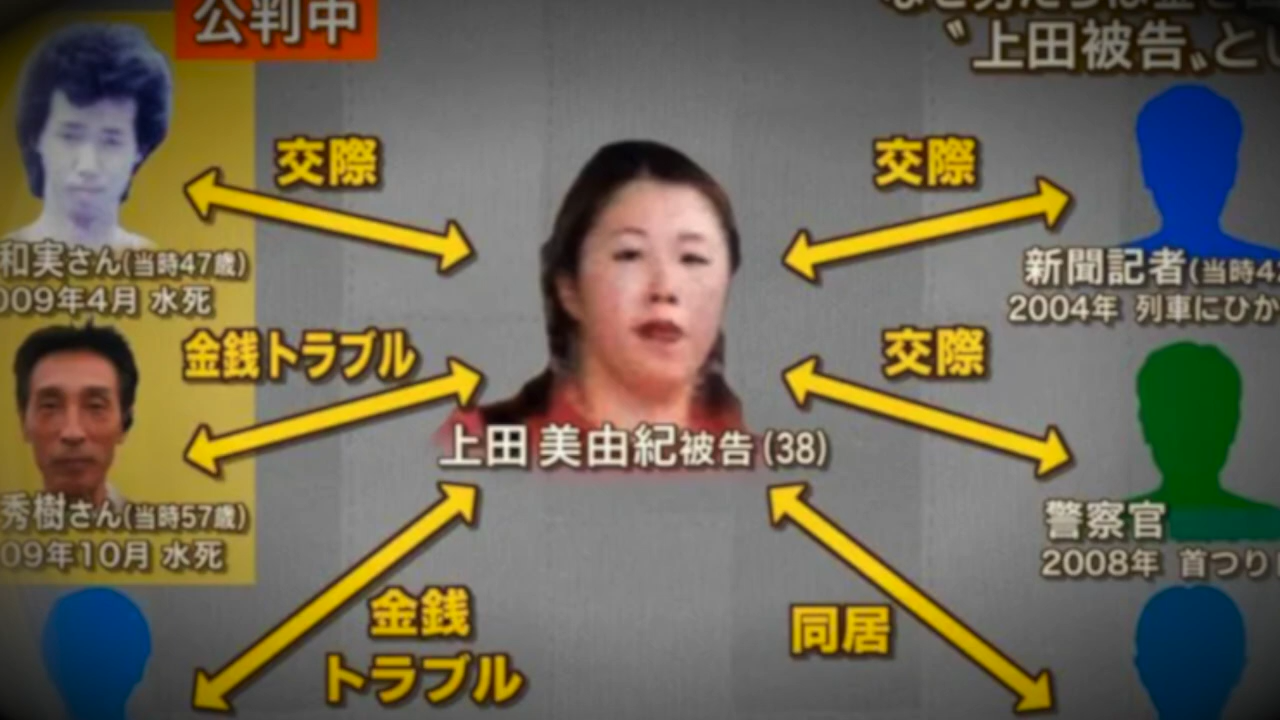 公判中
〝上田被告〟とい
交際
交際
和実さん(当時47歳)
009年4月 水死
新聞記者(当時4
2004年 列車にひか
金銭トラブル
交際
上田 美由紀被告(38)
秀樹さん(当時57歳)
09年10月 水死
警察官
2008年 首つり
金銭
トラブル
同居